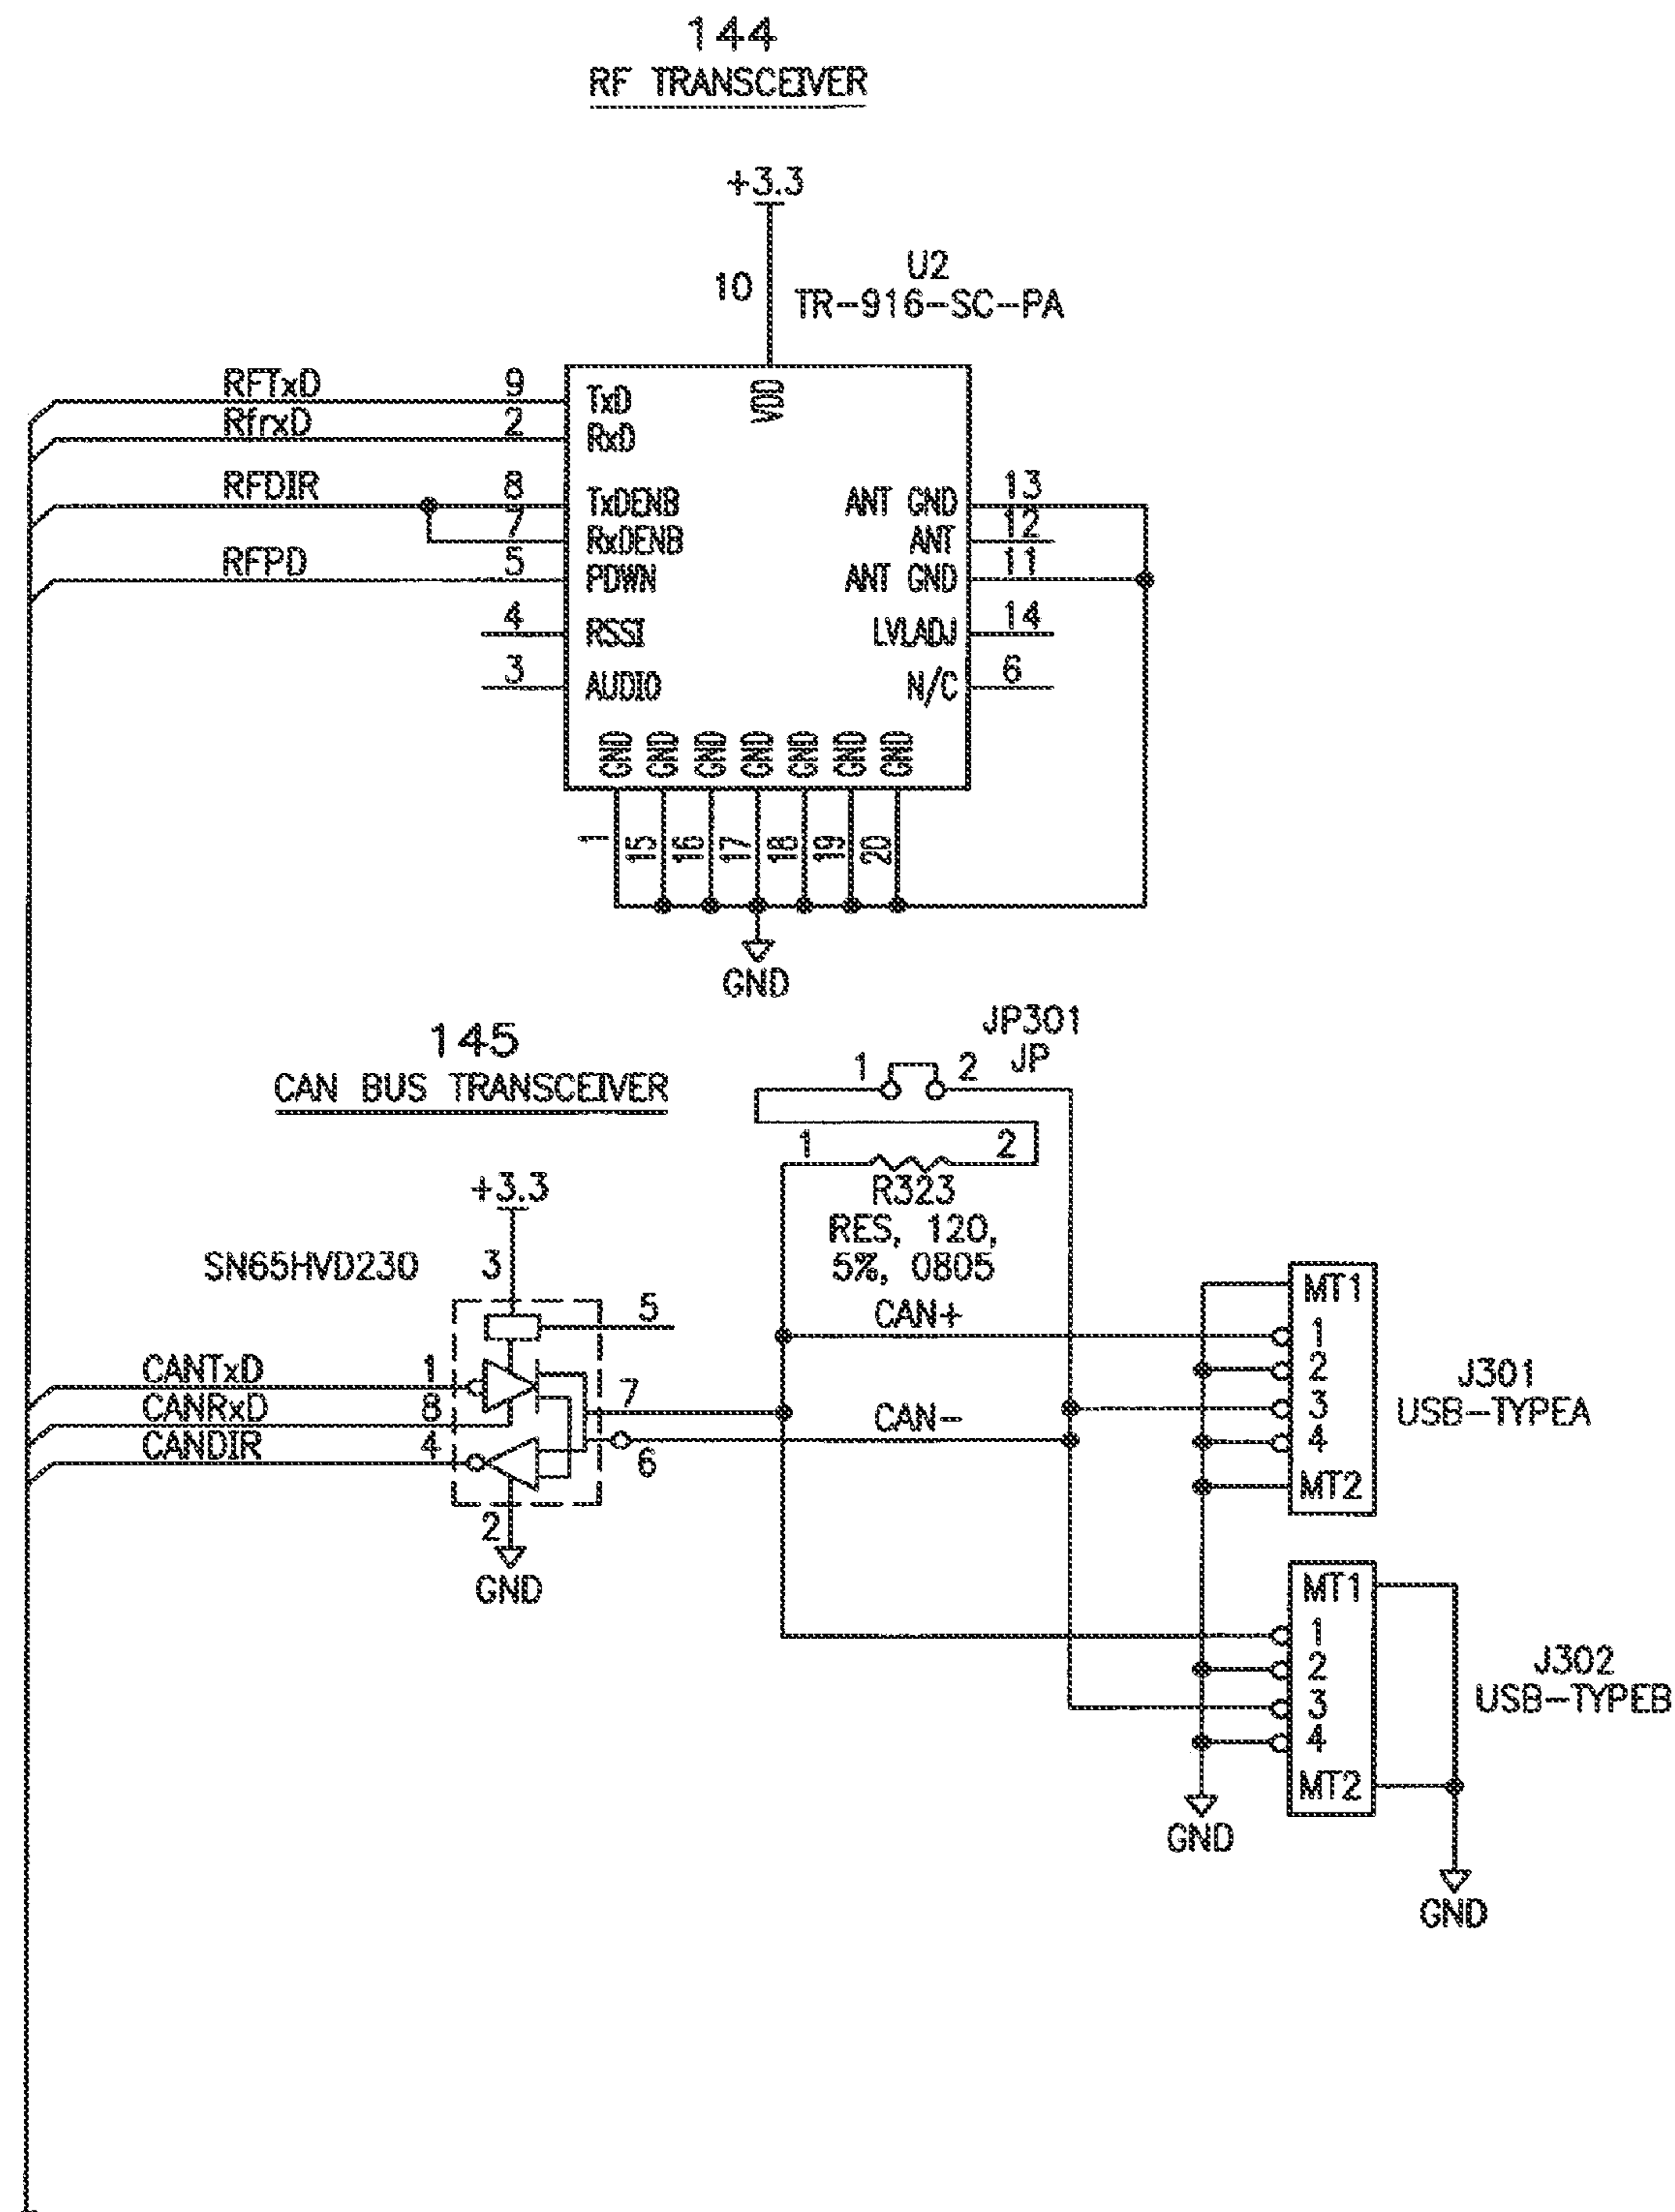 144
RF TRANSCEIVER
+3.3
10
U2
TR-916-SC-PA
RFTxD 9 TxD
VDD
RfrxD 2 RxD
RFDIR 8 TxDENB
7 RxDENB
RFPD 5 PDWN
4 RSSI
3 AUDIO
ANT GND 13
ANT 12
ANT GND 11
LVLADJ 14
N/C 6
GND GND GND GND GND GND GND
1 15 16 17 18 19 20
GND
145
CAN BUS TRANSCEIVER
JP301
JP
1 2
1 2
R323
RES, 120,
5%, 0805
+3.3
SN65HVD230
3
5
CANTxD 1
CANRxD 8
CANDIR 4
7
6
2
GND
CAN+
CAN-
MT1
1
2
3
4
MT2
J301
USB-TYPEA
MT1
1
2
3
4
MT2
J302
USB-TYPEB
GND
GND